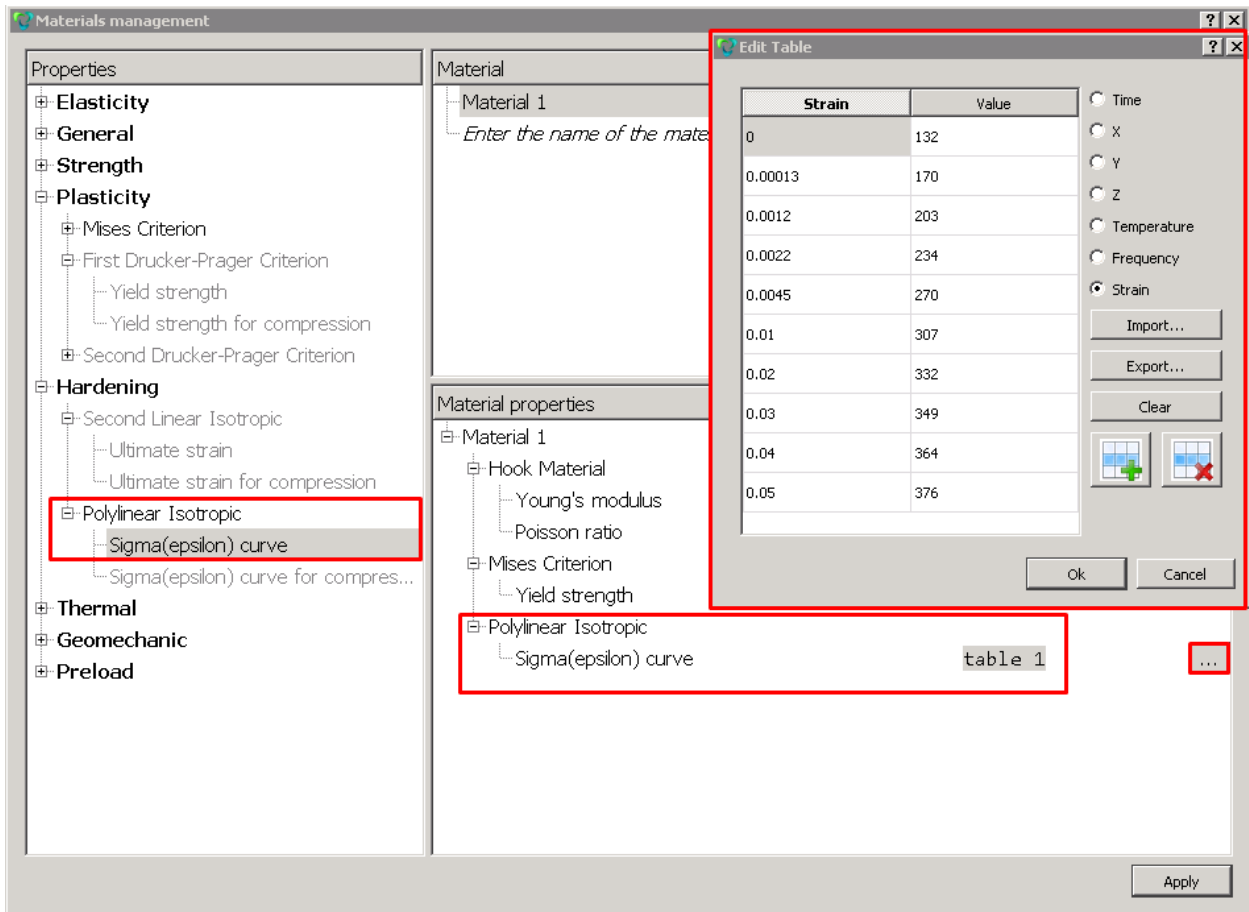 Materials management
Properties
Elasticity
General
Strength
Plasticity
Mises Criterion
First Drucker-Prager Criterion
Yield strength
Yield strength for compression
Second Drucker-Prager Criterion
Hardening
Second Linear Isotropic
Ultimate strain
Ultimate strain for compression
Polylinear Isotropic
Sigma(epsilon) curve
Sigma(epsilon) curve for compres...
Thermal
Geomechanic
Preload
Material
Material 1
Enter the name of the mate
Material properties
Material 1
Hook Material
Young's modulus
Poisson ratio
Mises Criterion
Yield strength
Polylinear Isotropic
Sigma(epsilon) curve table 1 ...
Apply
Edit Table
Strain Value
0 132
0.00013 170
0.0012 203
0.0022 234
0.0045 270
0.01 307
0.02 332
0.03 349
0.04 364
0.05 376
Time
X
Y
Z
Temperature
Frequency
Strain
Import...
Export...
Clear
Ok Cancel